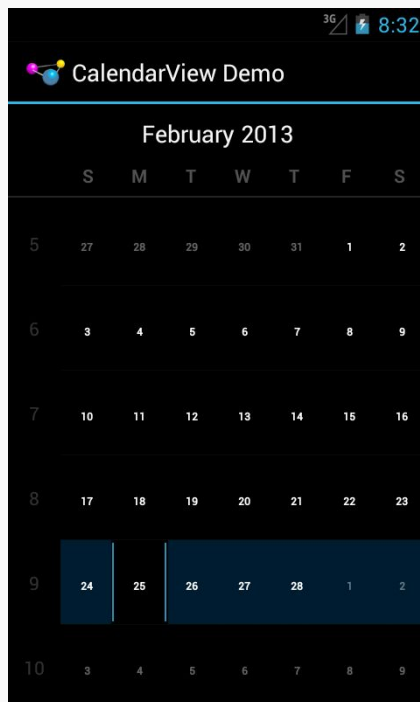 3G 8:32
CalendarView Demo
February 2013
S M T W T F S
5 27 28 29 30 31 1 2
6 3 4 5 6 7 8 9
7 10 11 12 13 14 15 16
8 17 18 19 20 21 22 23
9 24 25 26 27 28 1 2
10 3 4 5 6 7 8 9